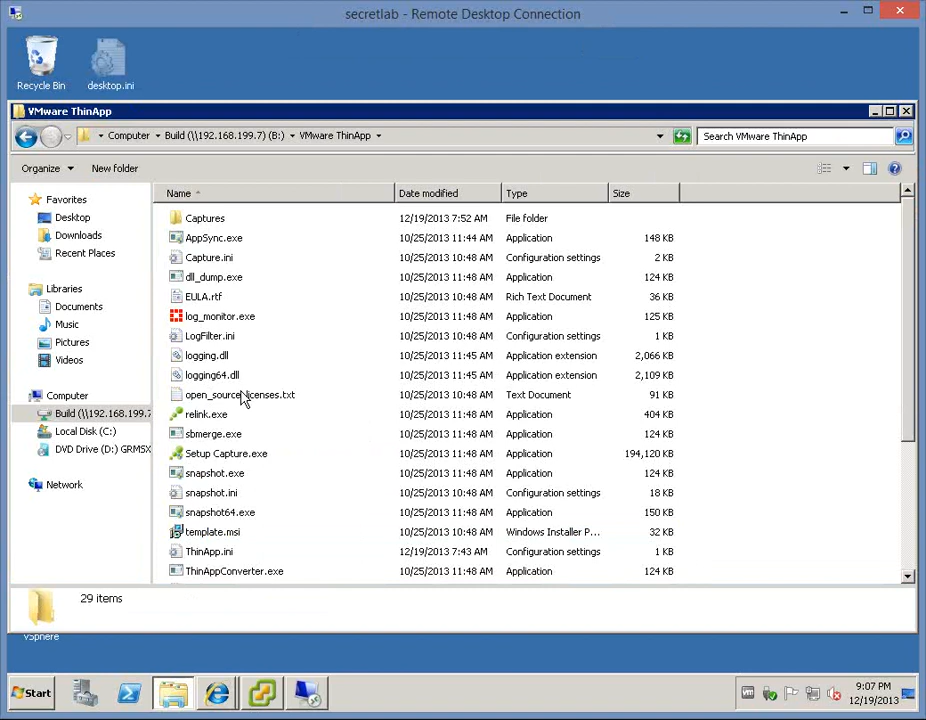 secretlab - Remote Desktop Connection
Recycle Bin
desktop.ini
VMware ThinApp
Computer Build (\\192.168.199.7) (B:) VMware ThinApp
Search VMware ThinApp
Organize New folder
Name Date modified Type Size
Favorites
Desktop
Downloads
Recent Places
Libraries
Documents
Music
Pictures
Videos
Computer
Build (\\192.168.199.7
Local Disk (C:)
DVD Drive (D:) GRMSX
Network
Captures 12/19/2013 7:52 AM File folder
AppSync.exe 10/25/2013 11:44 AM Application 148 KB
Capture.ini 10/25/2013 10:48 AM Configuration settings 2 KB
dll_dump.exe 10/25/2013 11:48 AM Application 124 KB
EULA.rtf 10/25/2013 10:48 AM Rich Text Document 36 KB
log_monitor.exe 10/25/2013 11:48 AM Application 125 KB
LogFilter.ini 10/25/2013 10:48 AM Configuration settings 1 KB
logging.dll 10/25/2013 11:45 AM Application extension 2,066 KB
logging64.dll 10/25/2013 11:45 AM Application extension 2,109 KB
open_source_licenses.txt 10/25/2013 10:48 AM Text Document 91 KB
relink.exe 10/25/2013 11:48 AM Application 404 KB
sbmerge.exe 10/25/2013 11:48 AM Application 124 KB
Setup Capture.exe 10/25/2013 11:48 AM Application 194,120 KB
snapshot.exe 10/25/2013 11:48 AM Application 124 KB
snapshot.ini 10/25/2013 10:48 AM Configuration settings 18 KB
snapshot64.exe 10/25/2013 11:48 AM Application 150 KB
template.msi 10/25/2013 10:48 AM Windows Installer P... 32 KB
ThinApp.ini 12/19/2013 7:43 AM Configuration settings 1 KB
ThinAppConverter.exe 10/25/2013 11:48 AM Application 124 KB
29 items
vSphere
Start
9:07 PM
12/19/2013